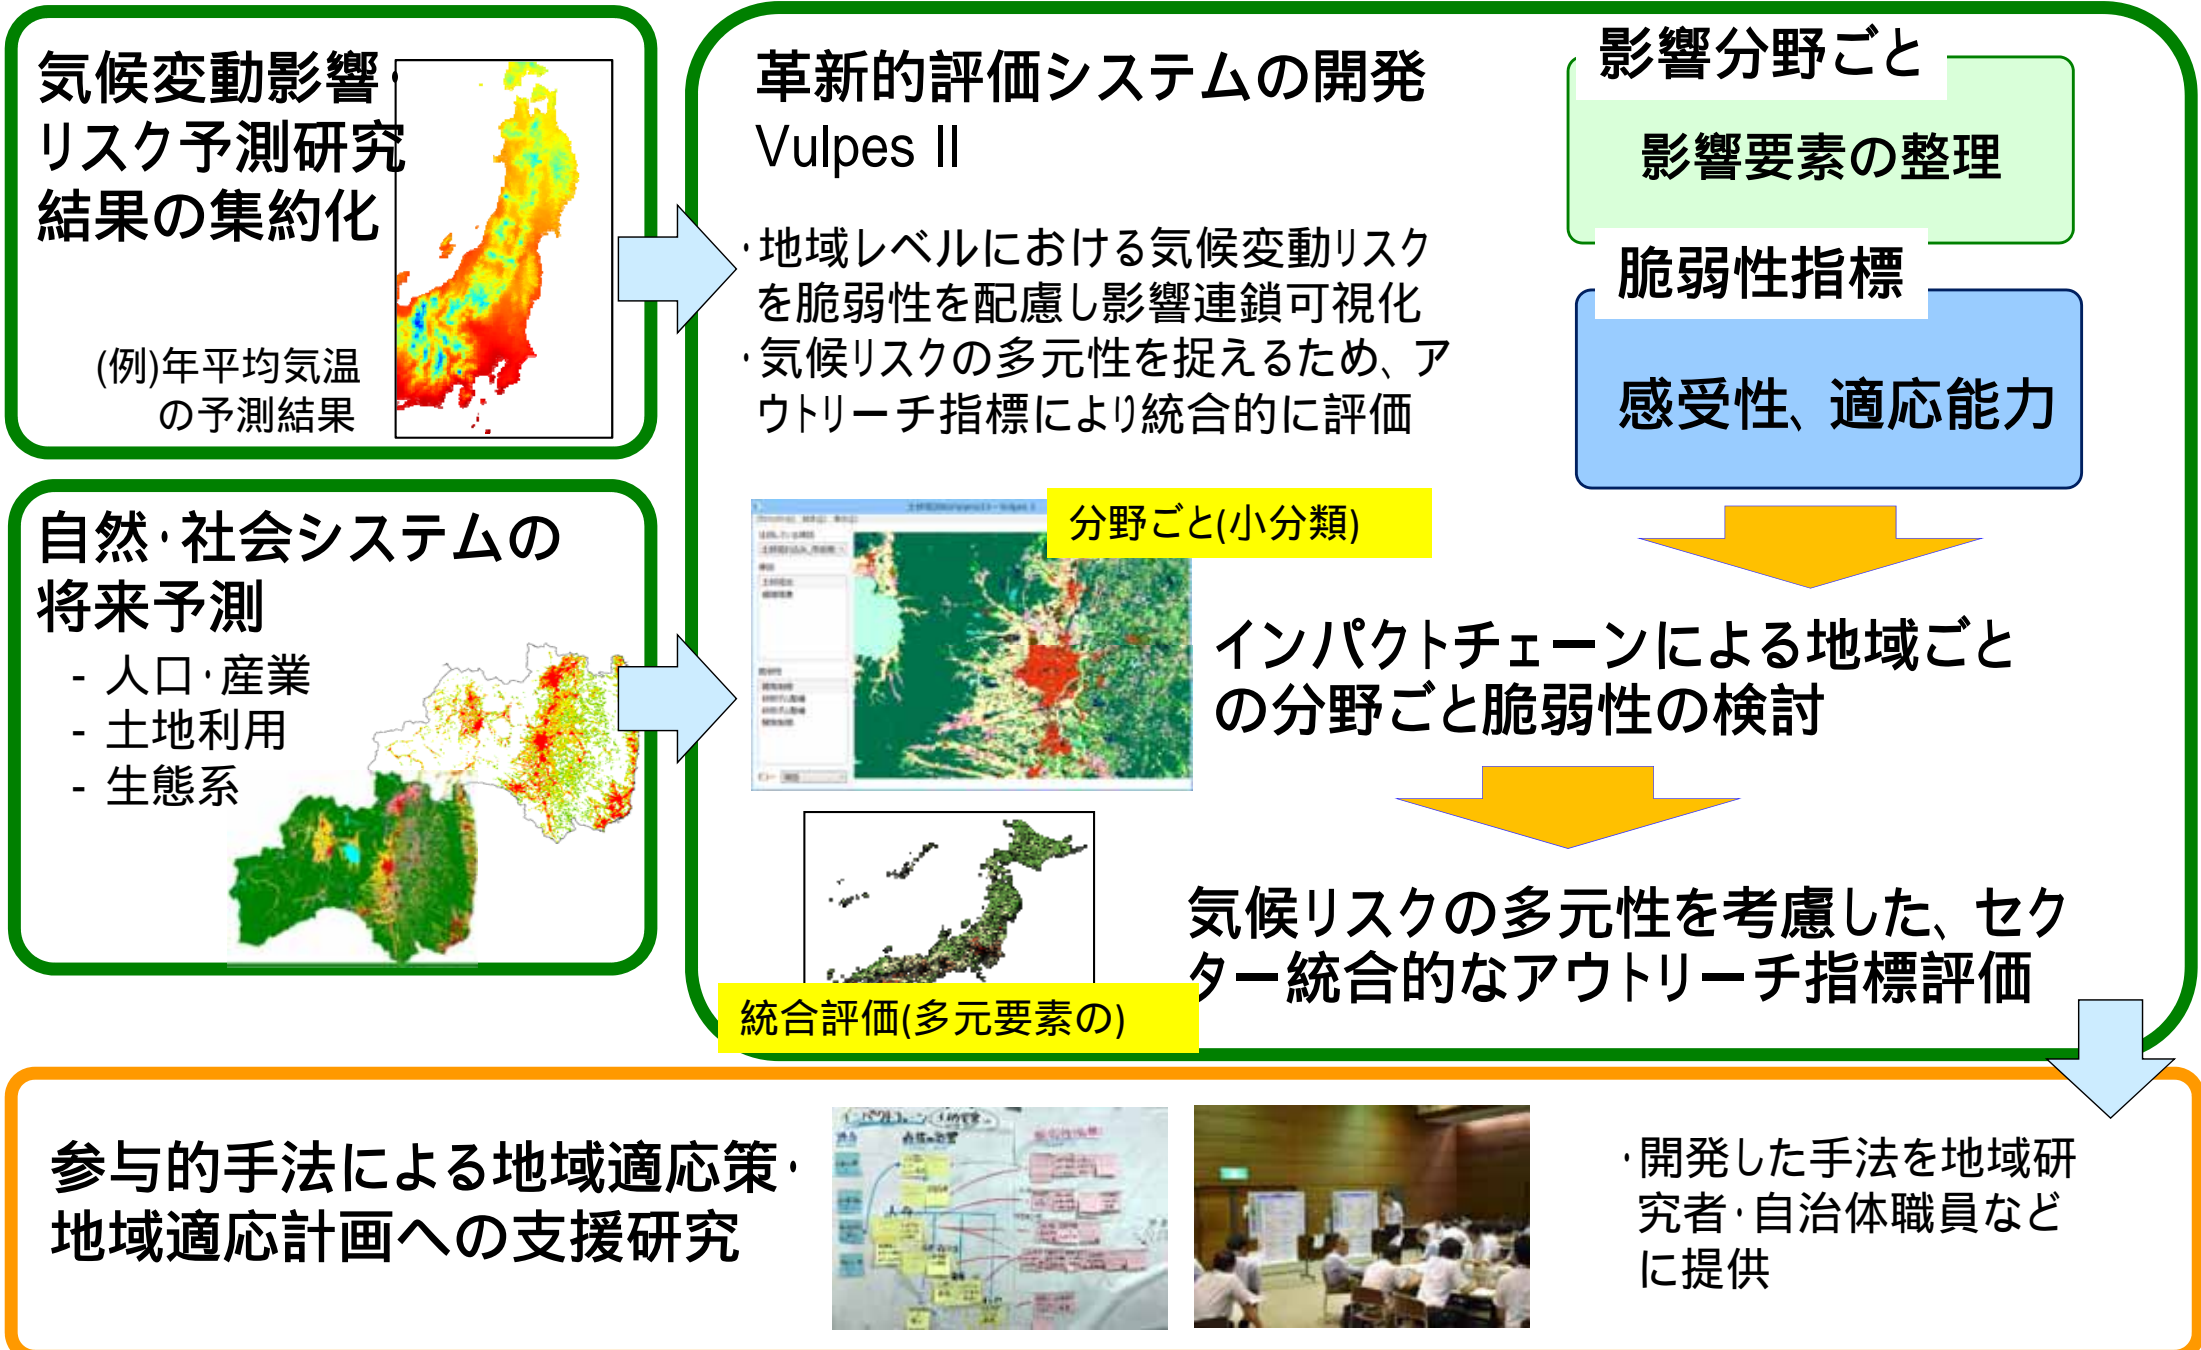 気候変動影響・
リスク予測研究
結果の集約化
(例)年平均気温
の予測結果
自然・社会システムの
将来予測
- 人口・産業
- 土地利用
- 生態系
革新的評価システムの開発
Vulpes II
・地域レベルにおける気候変動リスク
を脆弱性を配慮し影響連鎖可視化
・気候リスクの多元性を捉えるため、ア
ウトリーチ指標により統合的に評価
影響分野ごと
影響要素の整理
脆弱性指標
感受性、適応能力
分野ごと(小分類)
インパクトチェーンによる地域ごと
の分野ごと脆弱性の検討
気候リスクの多元性を考慮した、セク
ター統合的なアウトリーチ指標評価
統合評価(多元要素の)
参与的手法による地域適応策・
地域適応計画への支援研究
・開発した手法を地域研
究者・自治体職員など
に提供